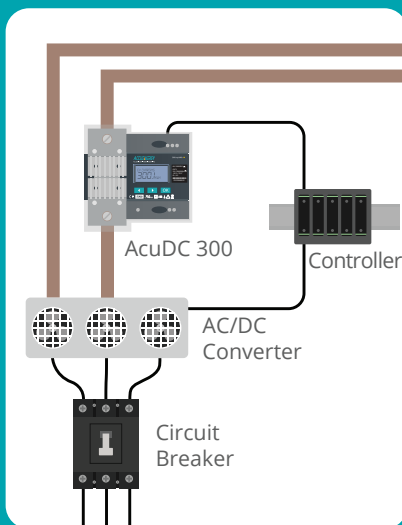 AcuDC 300
Controller
AC/DC
Converter
Circuit
Breaker